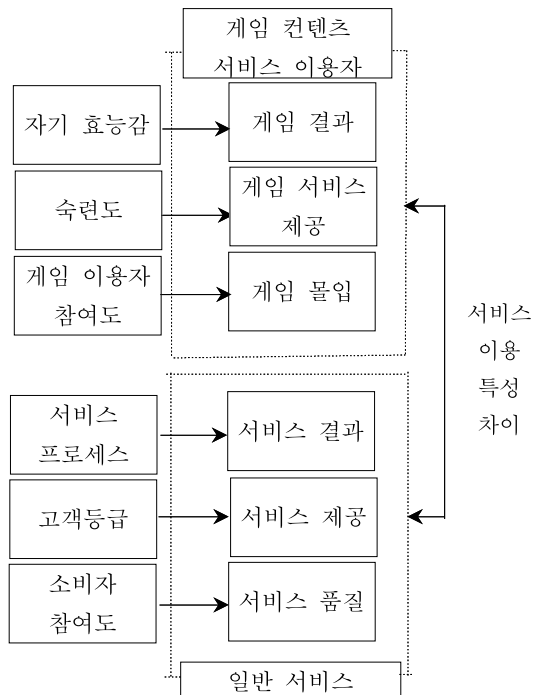 게임 컨텐츠
서비스 이용자
자기 효능감
게임 결과
숙련도
게임 서비스
제공
게임 이용자
참여도
게임 몰입
서비스
이용
특성
차이
서비스
프로세스
서비스 결과
고객등급
서비스 제공
소비자
참여도
서비스 품질
일반 서비스